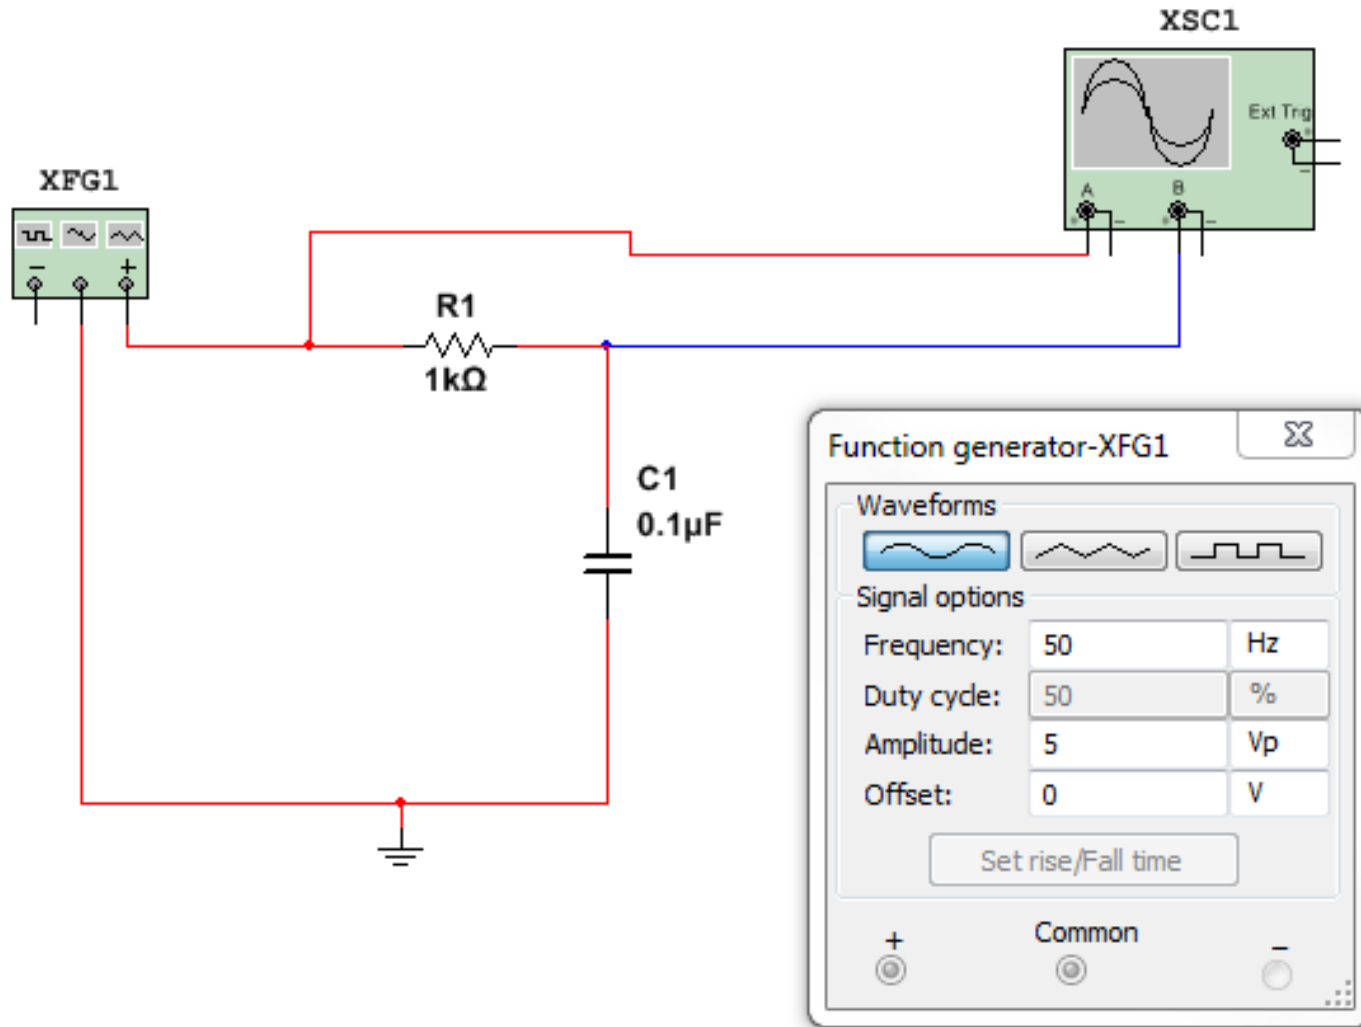 XSC1
Ext Trig
+
−
A
B
+ − + −
XFG1
− +
R1
1kΩ
C1
0.1µF
Function generator-XFG1
Waveforms
Signal options
Frequency: 50 Hz
Duty cycle: 50 %
Amplitude: 5 Vp
Offset: 0 V
Set rise/Fall time
+ Common −